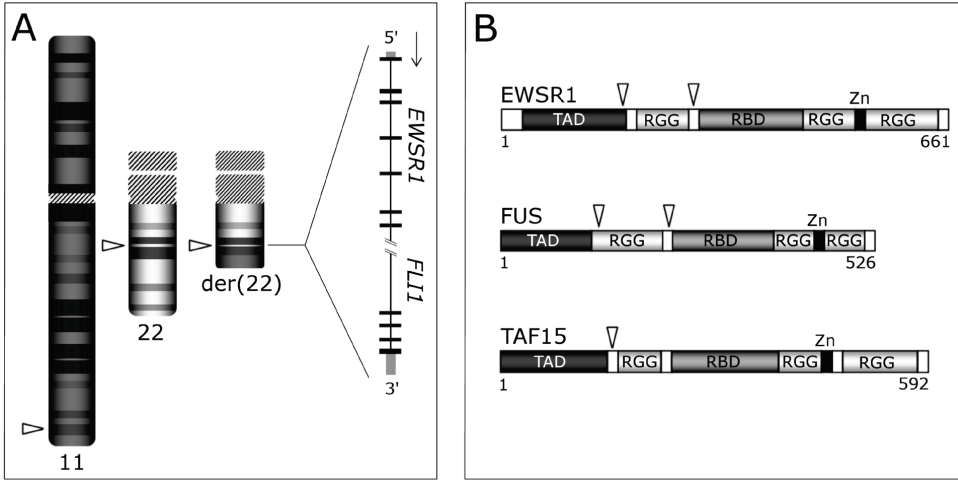 A
5'
EWSR1
FLI1
3'
11
22
der(22)
B
EWSR1
Zn
TAD RGG RBD RGG RGG
1 661
FUS
Zn
TAD RGG RBD RGG RGG
1 526
TAF15
Zn
TAD RGG RBD RGG RGG
1 592